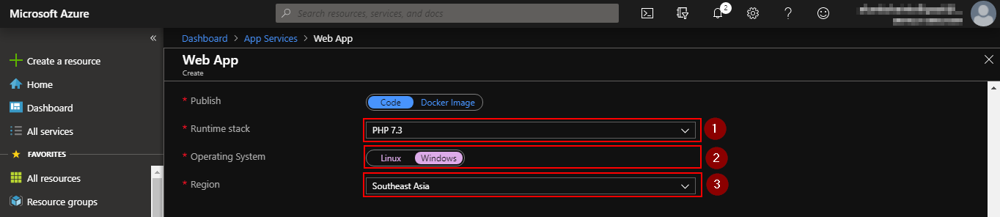 Microsoft Azure
Search resources, services, and docs
2
«
Dashboard > App Services > Web App
Create a resource
Home
Dashboard
All services
FAVORITES
All resources
Resource groups
Web App
Create
* Publish
Code Docker Image
* Runtime stack
PHP 7.3
1
* Operating System
Linux Windows
2
* Region
Southeast Asia
3